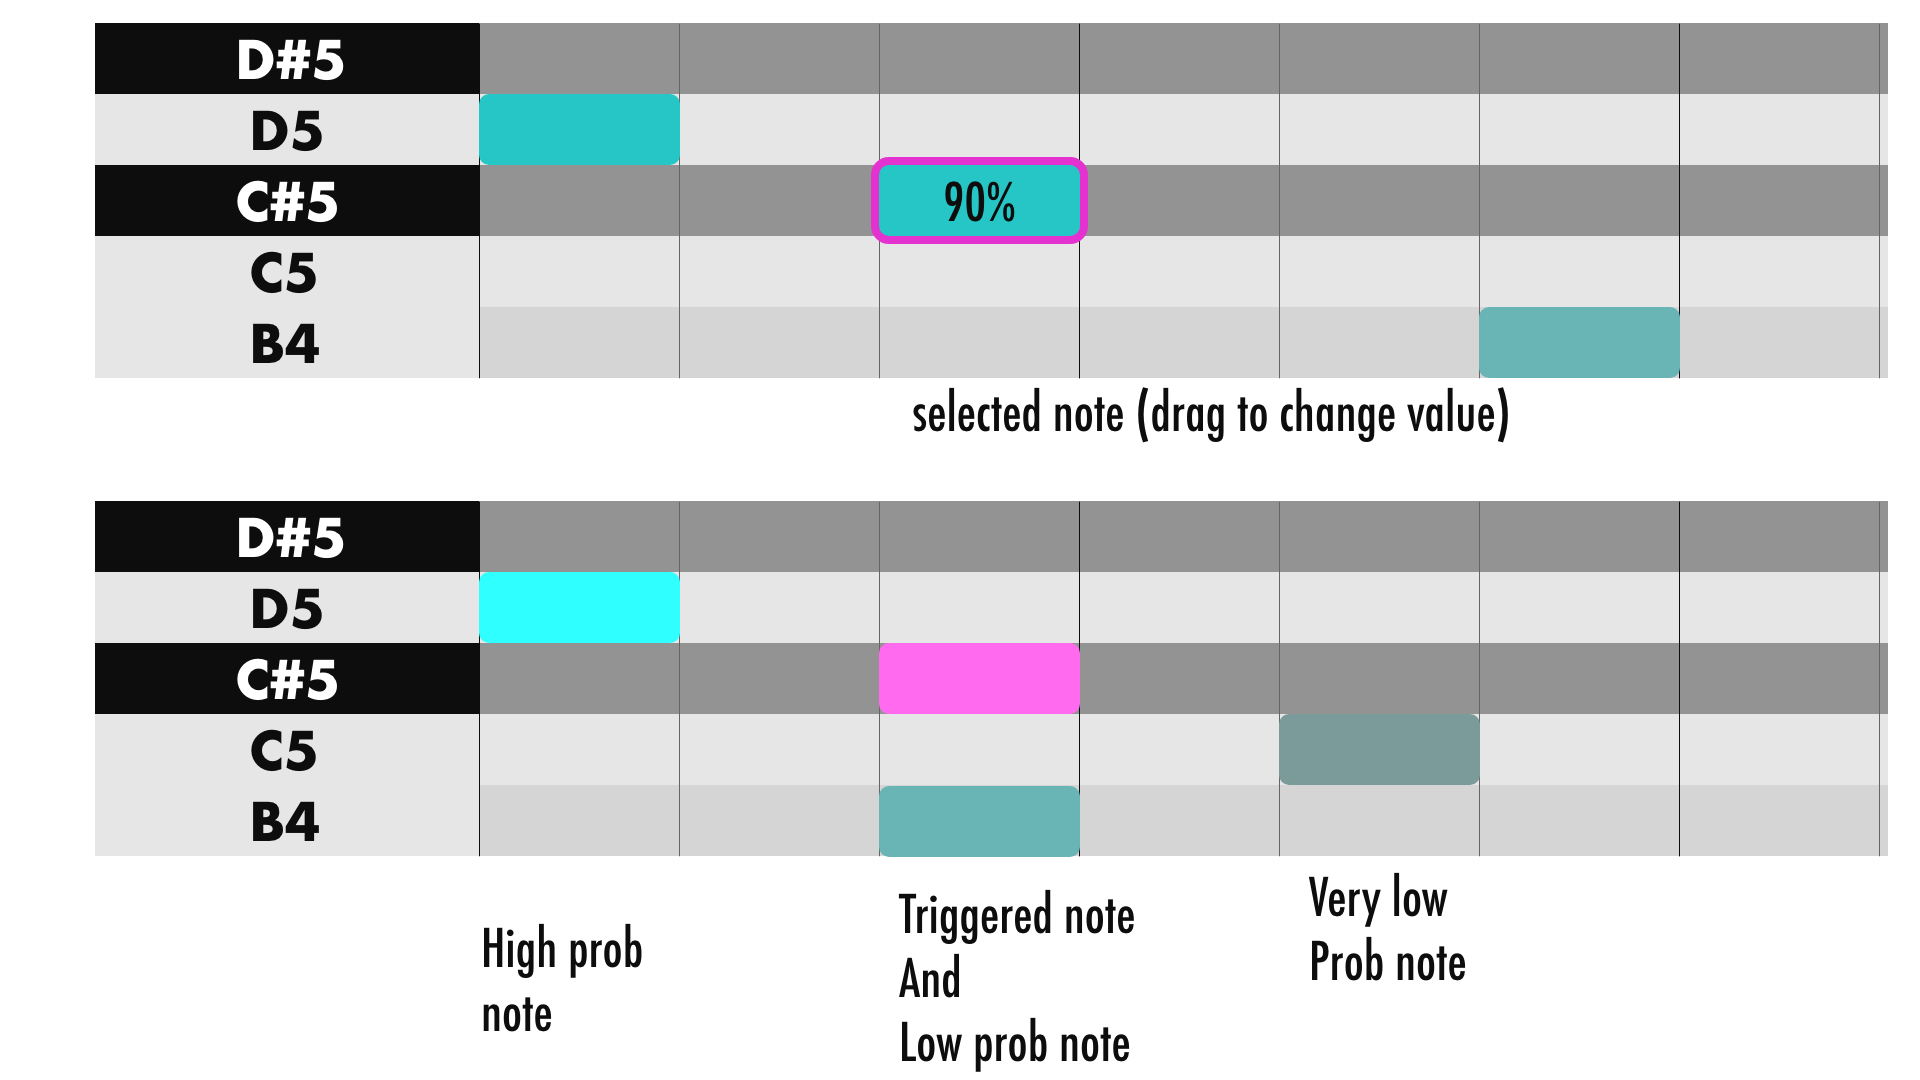 D#5
D5
C#5
90%
C5
B4
selected note (drag to change value)
D#5
D5
C#5
C5
B4
High prob
note
Triggered note
And
Low prob note
Very low
Prob note